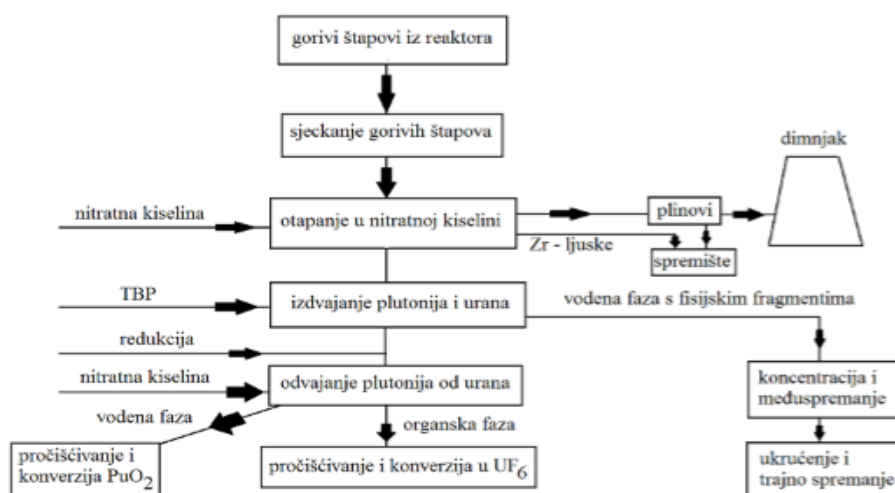 gorivi štapovi iz reaktora
sjeckanje gorivih štapova
dimnjak
nitratna kiselina
otapanje u nitratnoj kiselini
plinovi
Zr - ljuske
spremište
TBP
izdvajanje plutonija i urana
vodena faza s fisijskim fragmentima
redukcija
nitratna kiselina
odvajanje plutonija od urana
koncentracija i
međuspremanje
vodena faza
organska faza
pročišćivanje i
konverzija PuO2
pročišćivanje i konverzija u UF6
ukrućenje i
trajno spremanje